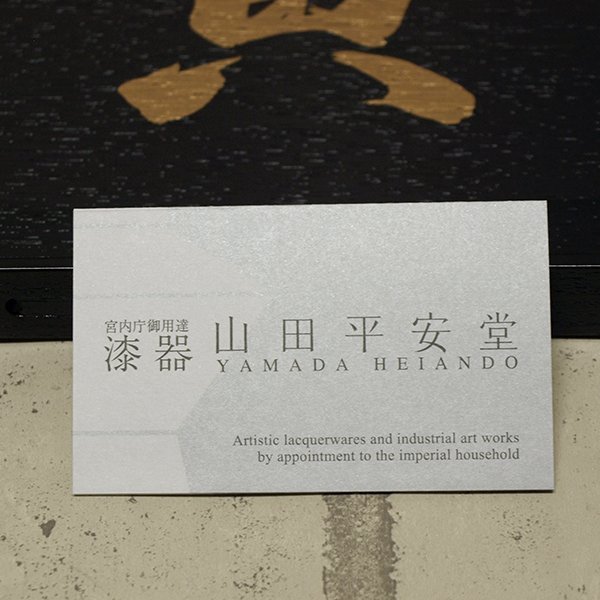 宮内庁御用達
漆器 山田平安堂
YAMADA HEIANDO
Artistic lacquerwares and industrial art works
by appointment to the imperial household